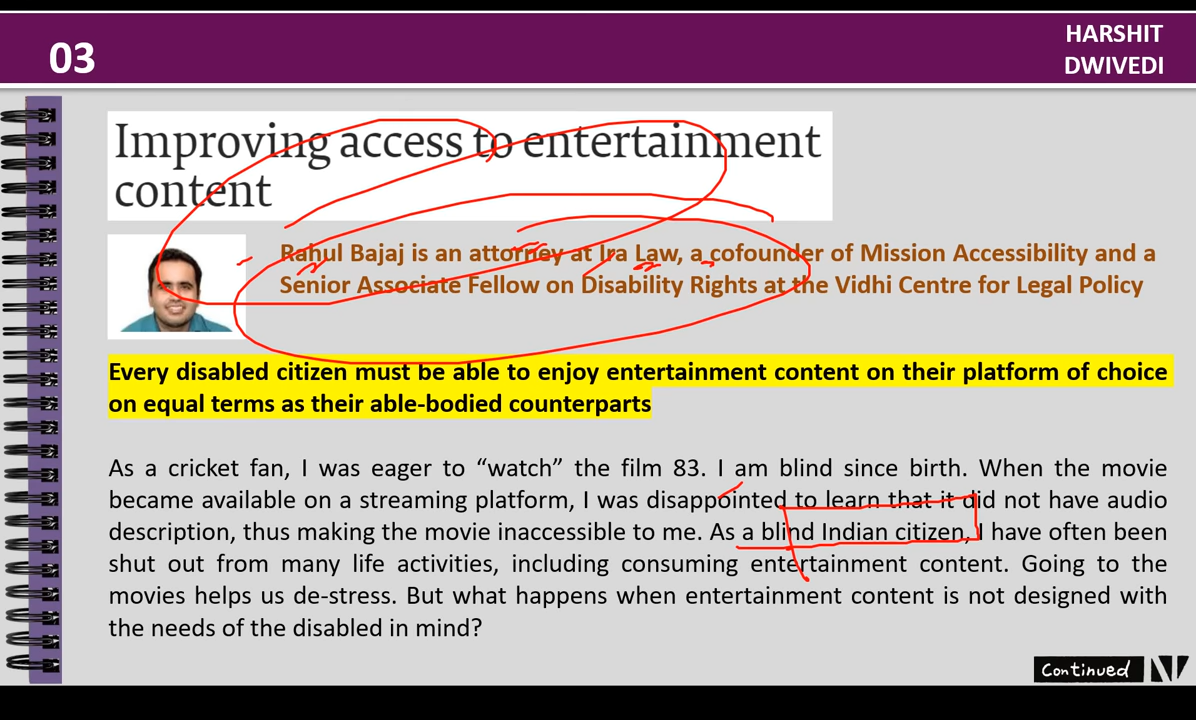 03
HARSHIT
DWIVEDI
Improving access to entertainment
content
Rahul Bajaj is an attorney at Ira Law, a cofounder of Mission Accessibility and a
Senior Associate Fellow on Disability Rights at the Vidhi Centre for Legal Policy
Every disabled citizen must be able to enjoy entertainment content on their platform of choice
on equal terms as their able-bodied counterparts
As a cricket fan, I was eager to “watch” the film 83. I am blind since birth. When the movie
became available on a streaming platform, I was disappointed to learn that it did not have audio
description, thus making the movie inaccessible to me. As a blind Indian citizen, I have often been
shut out from many life activities, including consuming entertainment content. Going to the
movies helps us de-stress. But what happens when entertainment content is not designed with
the needs of the disabled in mind?
Continued